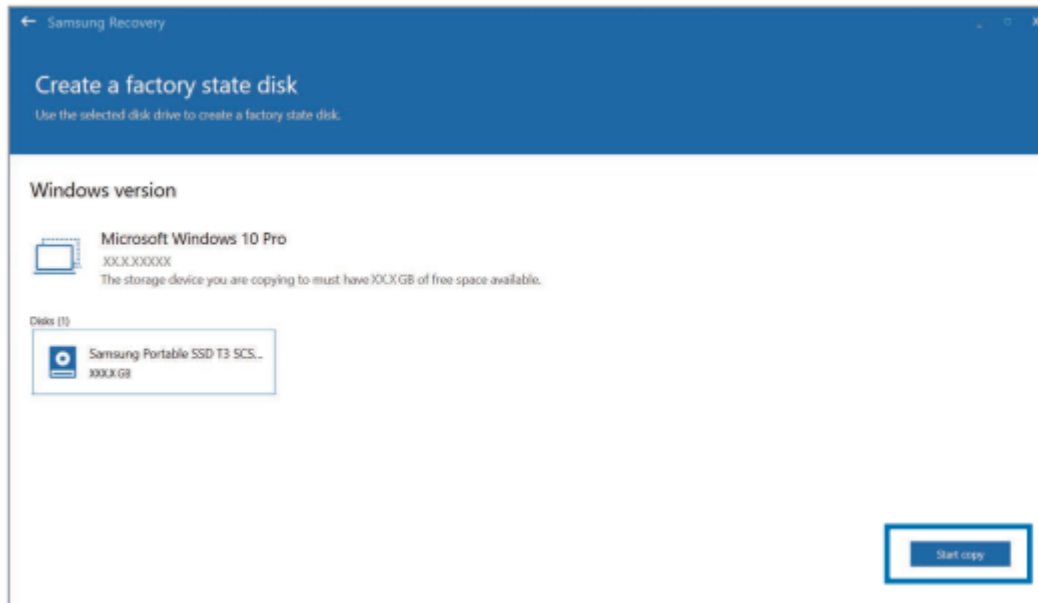 Samsung Recovery
Create a factory state disk
Use the selected disk drive to create a factory state disk.
Windows version
Microsoft Windows 10 Pro
XX.X.XXXXX
The storage device you are copying to must have XX.X GB of free space available.
Disks (1)
Samsung Portable SSD T3 SCS...
XXX.X GB
Start copy